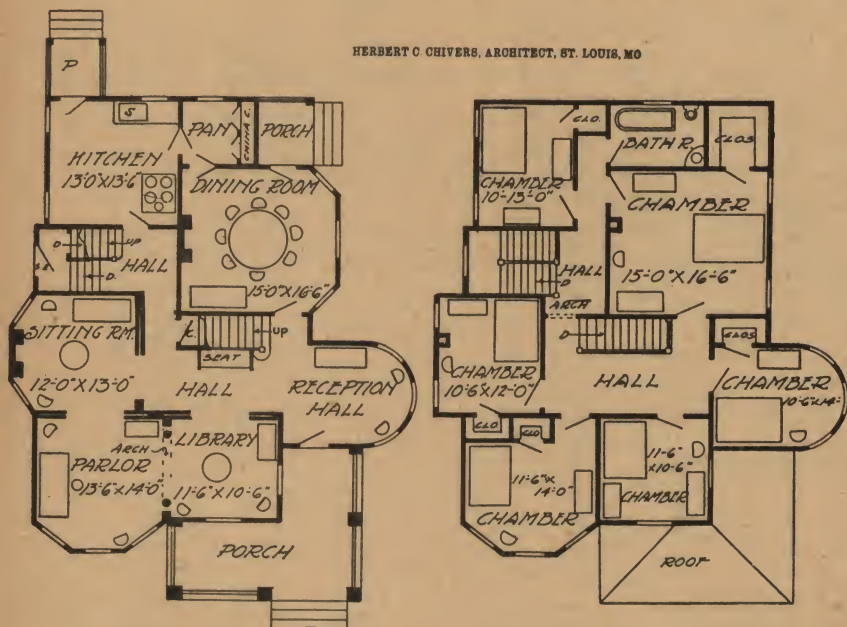 HERBERT C. CHIVERS, ARCHITECT, ST. LOUIS, MO
P
S
KITCHEN
13'-0"X13'-6"
PAN
CHINA C.
PORCH
DINING ROOM
15'-0"X16'-6"
D
UP
HALL
D.
SITTING RM.
12'-0"X13'-0"
C.
UP
SEAT
HALL
RECEPTION
HALL
ARCH
PARLOR
13'-6"X14'-0"
LIBRARY
11'-6"X10'-6"
PORCH
CLO.
BATH R.
CLOS
CHAMBER
10'-13'-0"
CHAMBER
15'-0"X16'-6"
HALL
D
ARCH
D
CHAMBER
10'-6"X12'-0"
HALL
CLOS
CHAMBER
10'-6"X14'-
CLO
CLO
11'-6"X
14'-0"
CHAMBER
11'-6"
X10'-6"
CHAMBER
ROOF